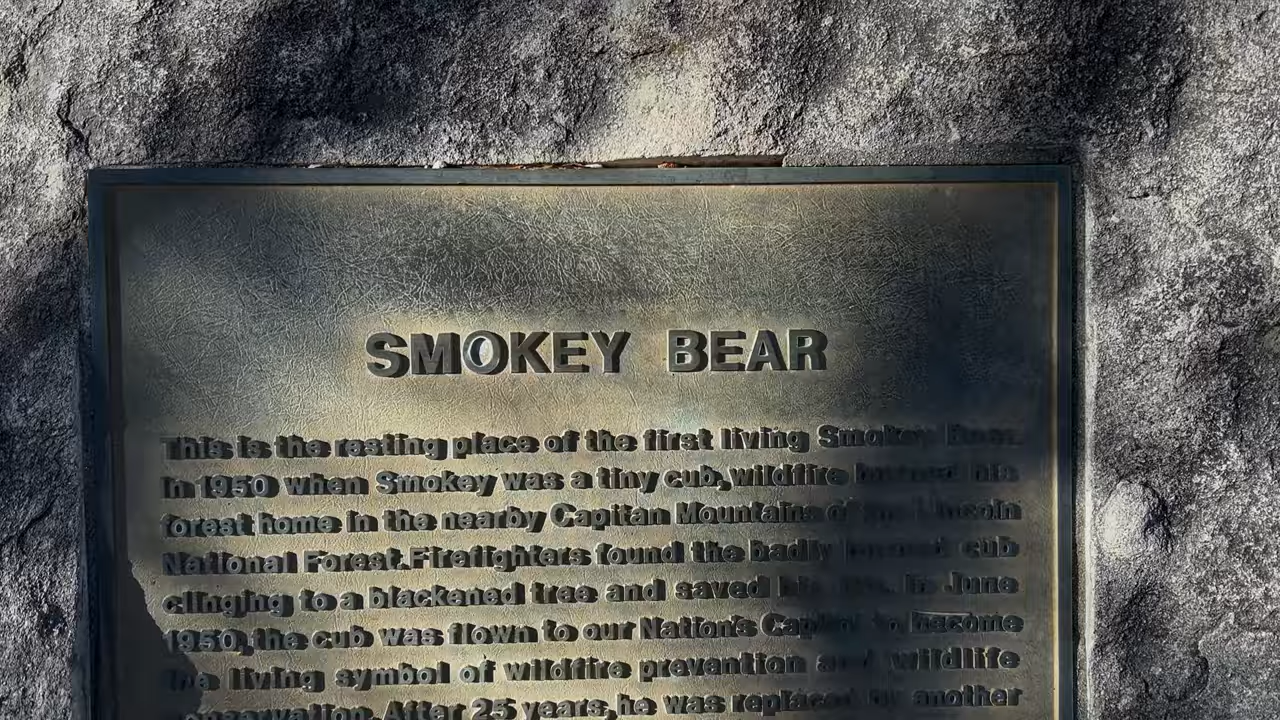 SMOKEY BEAR
This is the resting place of the first living Smokey Bear.
In 1950 when Smokey was a tiny cub, wildfire burned his
forest home in the nearby Capitan Mountains of the Lincoln
National Forest. Firefighters found the badly burned cub
clinging to a blackened tree and saved his life. In June
1950, the cub was flown to our Nation's Capitol to become
the living symbol of wildfire prevention and wildlife
conservation. After 25 years, he was replaced by another